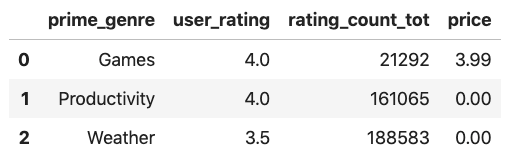 prime_genre user_rating rating_count_tot price
0 Games 4.0 21292 3.99
1 Productivity 4.0 161065 0.00
2 Weather 3.5 188583 0.00